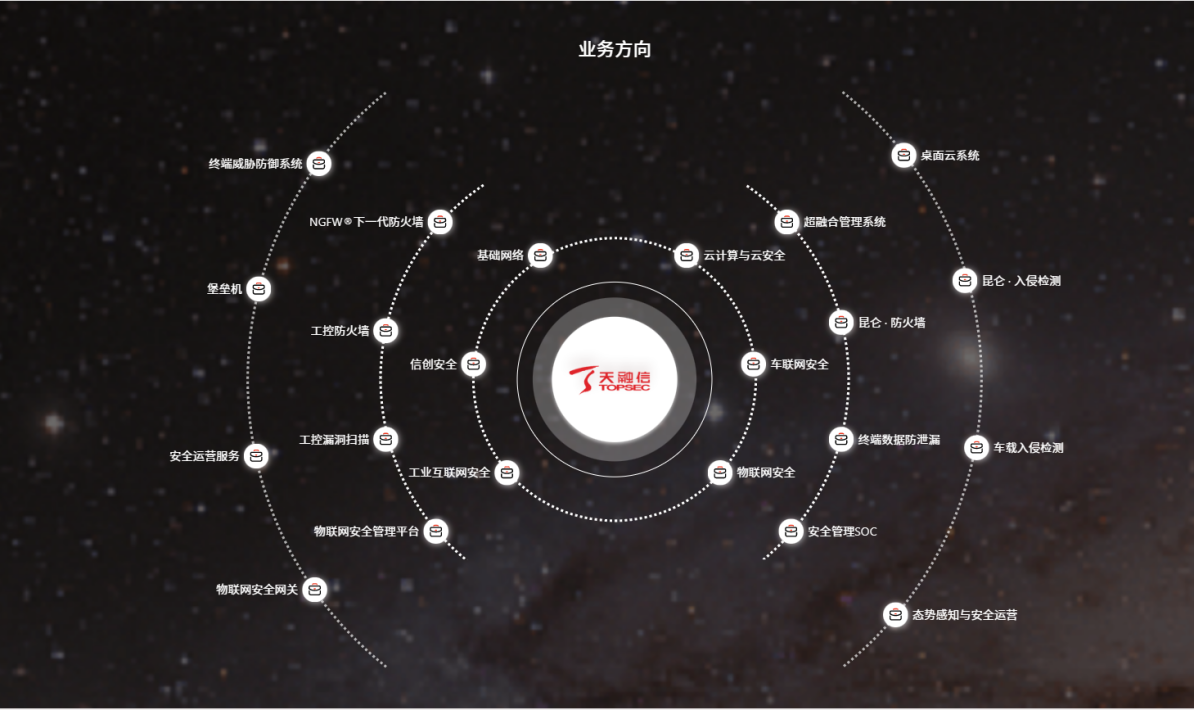 业务方向
桌面云系统
终端威胁防御系统
NGFW®下一代防火墙
超融合管理系统
基础网络
云计算与云安全
昆仑·入侵检测
堡垒机
昆仑·防火墙
工控防火墙
信创安全
车联网安全
天融信
TOPSEC
工控漏洞扫描
终端数据防泄漏
车载入侵检测
安全运营服务
工业互联网安全
物联网安全
物联网安全管理平台
安全管理SOC
物联网安全网关
态势感知与安全运营